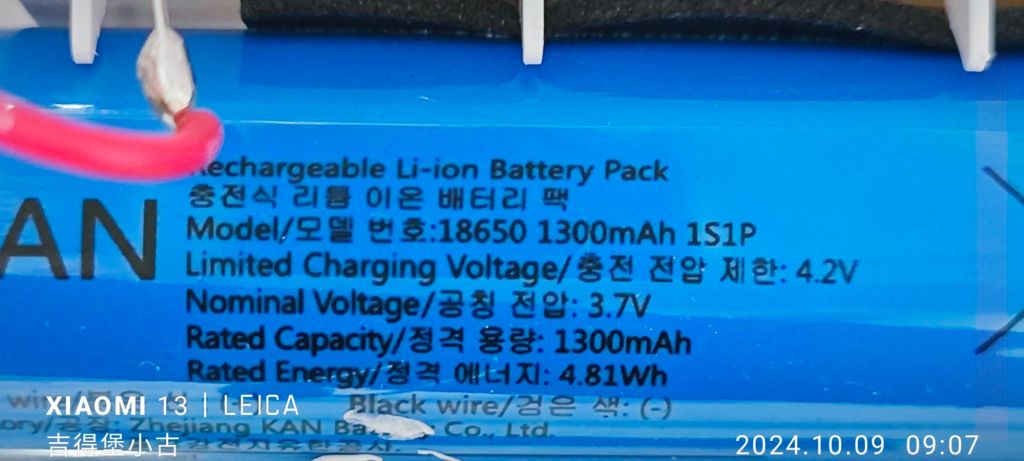 Rechargeable Li-ion Battery Pack
충전식 리튬 이온 배터리 팩
AN
Model/모델 번호:18650 1300mAh 1S1P
Limited Charging Voltage/충전 전압 제한: 4.2V
Nominal Voltage/공칭 전압: 3.7V
Rated Capacity/정격 용량: 1300mAh
Rated Energy/정격 에너지: 4.81Wh
Black wire/검은 색: (-)
Zhejiang KAN Co., Ltd.
XIAOMI 13 | LEICA
吉得堡小古
2024.10.09 09:07